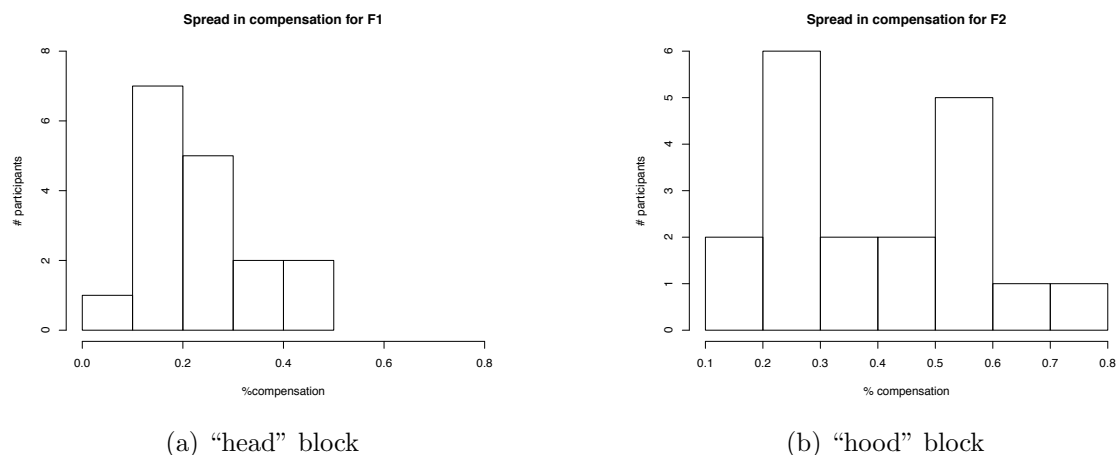 Spread in compensation for F1
# participants
8
6
4
2
0
0.0 0.2 0.4 0.6 0.8
%compensation
(a) “head” block
Spread in compensation for F2
# participants
6
5
4
3
2
1
0
0.1 0.2 0.3 0.4 0.5 0.6 0.7 0.8
% compensation
(b) “hood” block